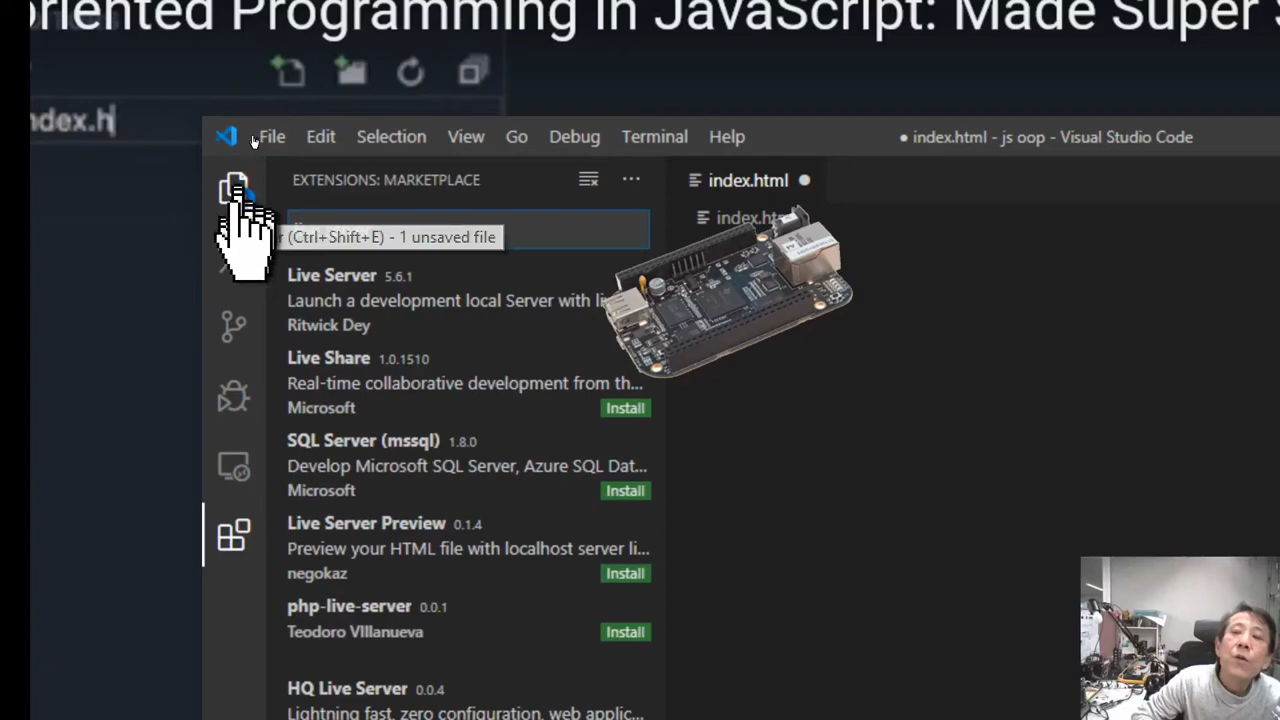 oriented Programming in JavaScript: Made Super
ndex.h
File Edit Selection View Go Debug Terminal Help
● index.html - js oop - Visual Studio Code
EXTENSIONS: MARKETPLACE
index.html ●
index.htm
(Ctrl+Shift+E) - 1 unsaved file
Live Server 5.6.1
Launch a development local Server with li
Ritwick Dey
Live Share 1.0.1510
Real-time collaborative development from th...
Microsoft Install
SQL Server (mssql) 1.8.0
Develop Microsoft SQL Server, Azure SQL Dat...
Microsoft Install
Live Server Preview 0.1.4
Preview your HTML file with localhost server li...
negokaz Install
php-live-server 0.0.1
Teodoro VIllanueva Install
HQ Live Server 0.0.4
Lightning fast, zero configuration, web applic...